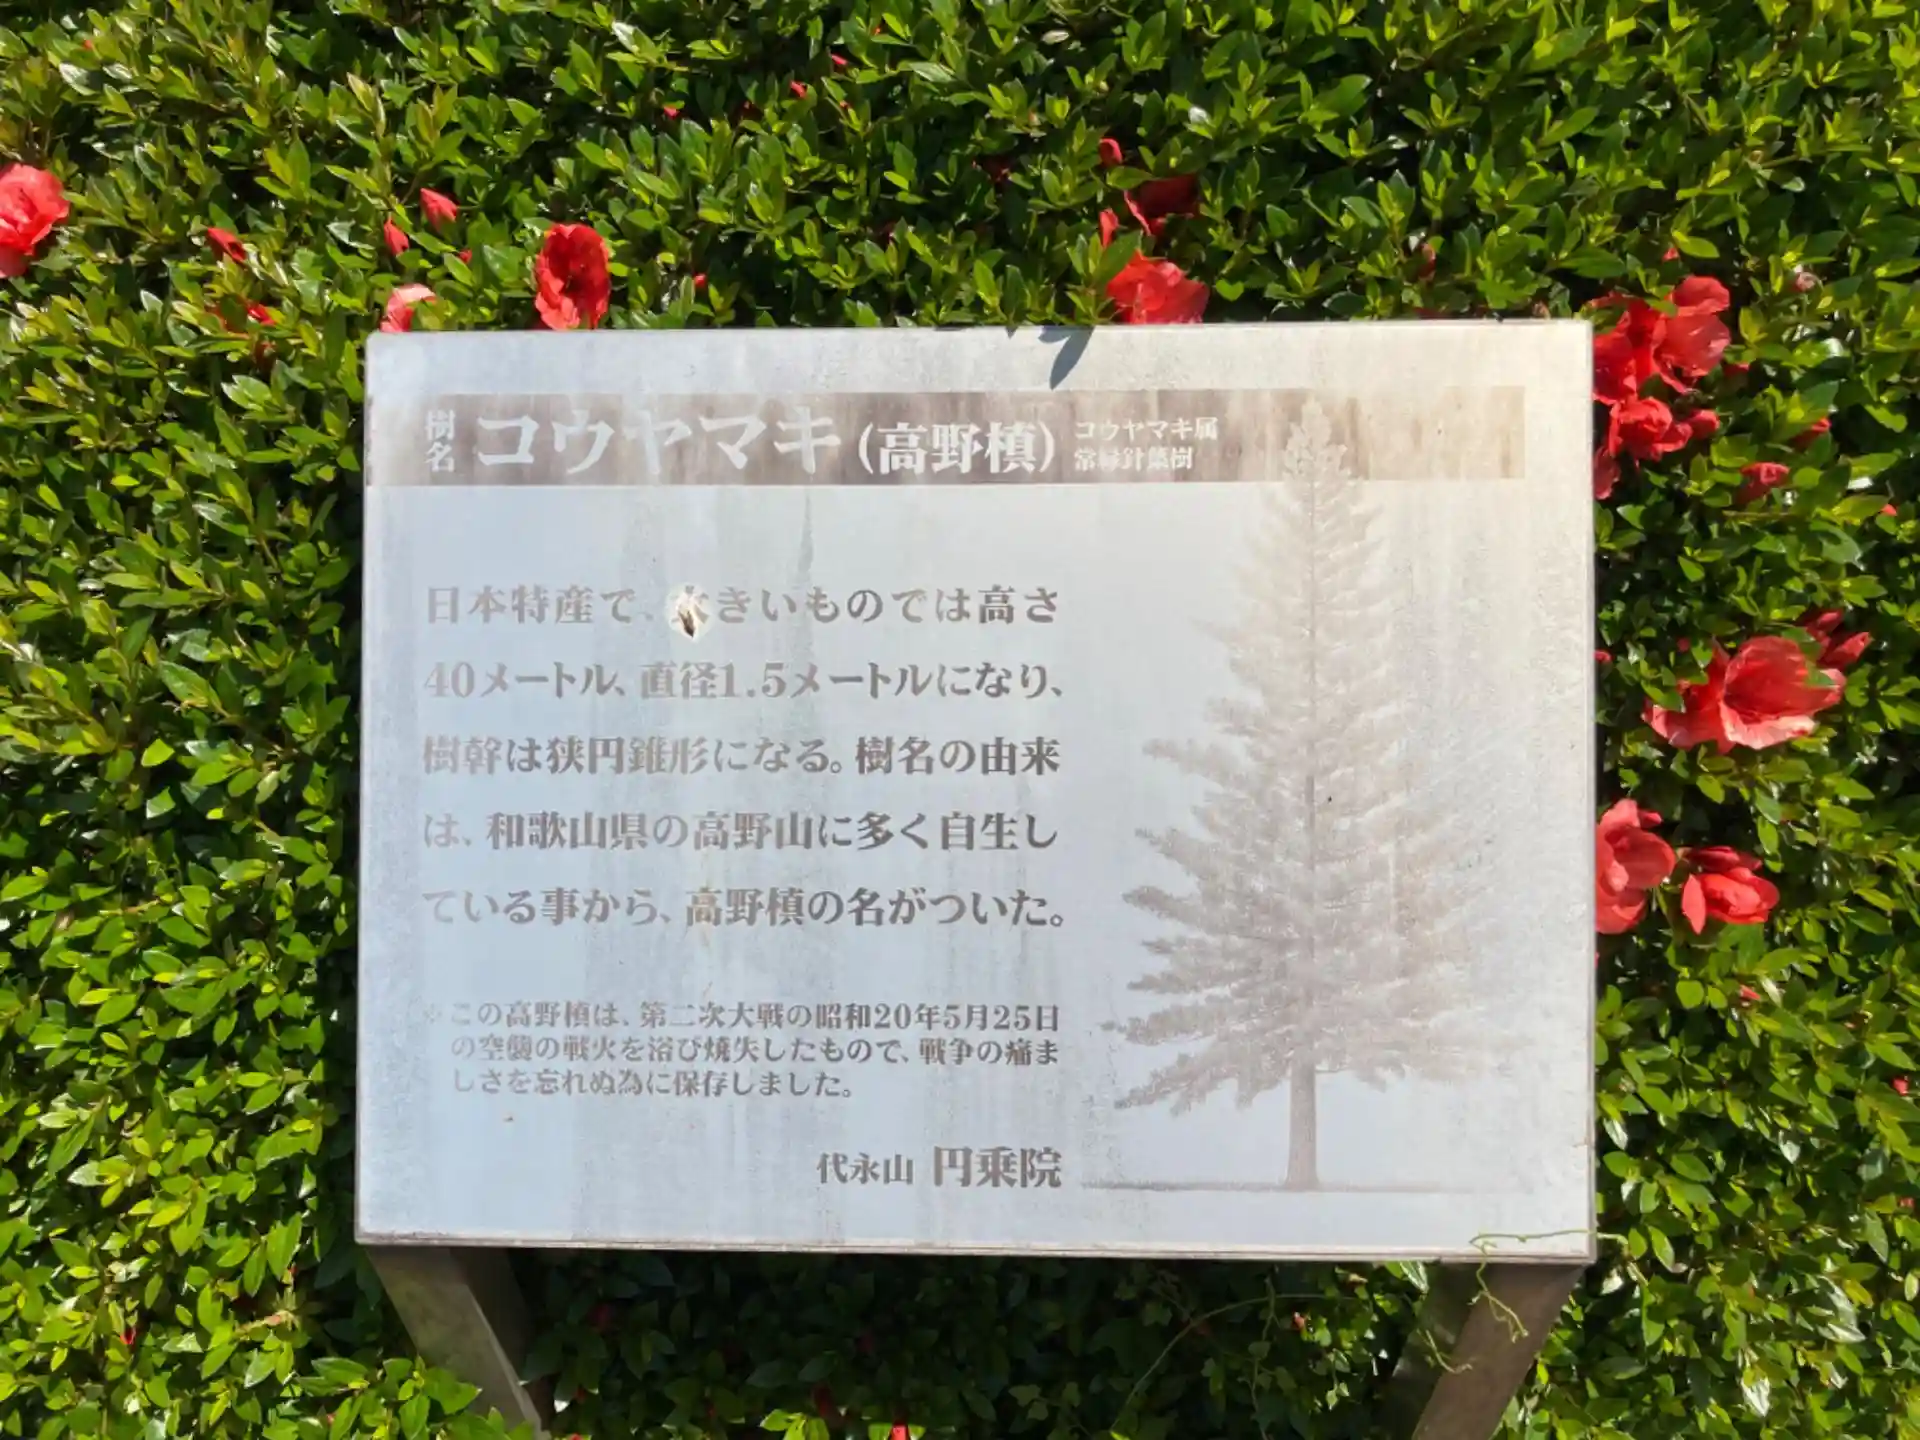 樹名 コウヤマキ(高野槙) コウヤマキ属
常緑針葉樹
日本特産で、大きいものでは高さ
40メートル、直径1.5メートルになり、
樹幹は狭円錐形になる。樹名の由来
は、和歌山県の高野山に多く自生し
ている事から、高野槙の名がついた。
※この高野槙は、第二次大戦の昭和20年5月25日
の空襲の戦火を浴び焼失したもので、戦争の痛ま
しさを忘れぬ為に保存しました。
代永山 円乗院